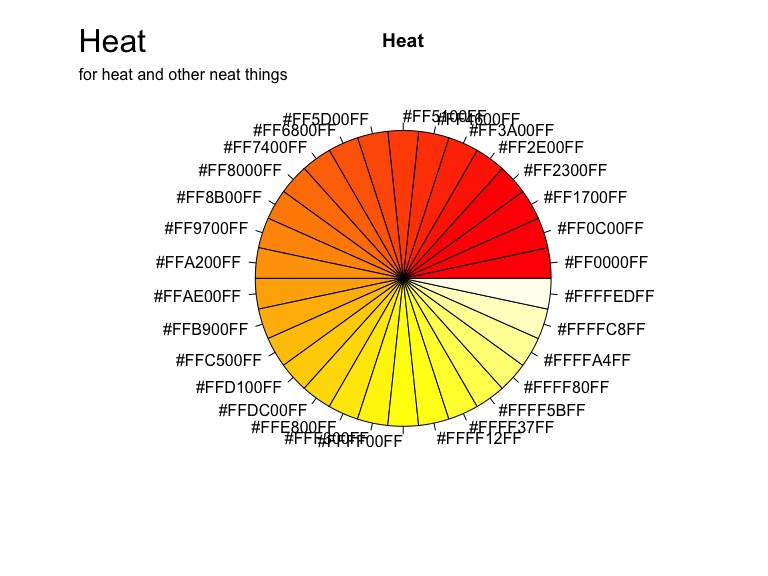 Heat
Heat
for heat and other neat things
#FF5100FF
#FF5D00FF
#FF4600FF
#FF6800FF
#FF3A00FF
#FF7400FF
#FF2E00FF
#FF8000FF
#FF2300FF
#FF8B00FF
#FF1700FF
#FF9700FF
#FF0C00FF
#FFA200FF
#FF0000FF
#FFAE00FF
#FFFFEDFF
#FFB900FF
#FFFFC8FF
#FFC500FF
#FFFFA4FF
#FFD100FF
#FFFF80FF
#FFDC00FF
#FFFF5BFF
#FFE800FF
#FFFF37FF
#FFFF12FF
#FFFF00FF